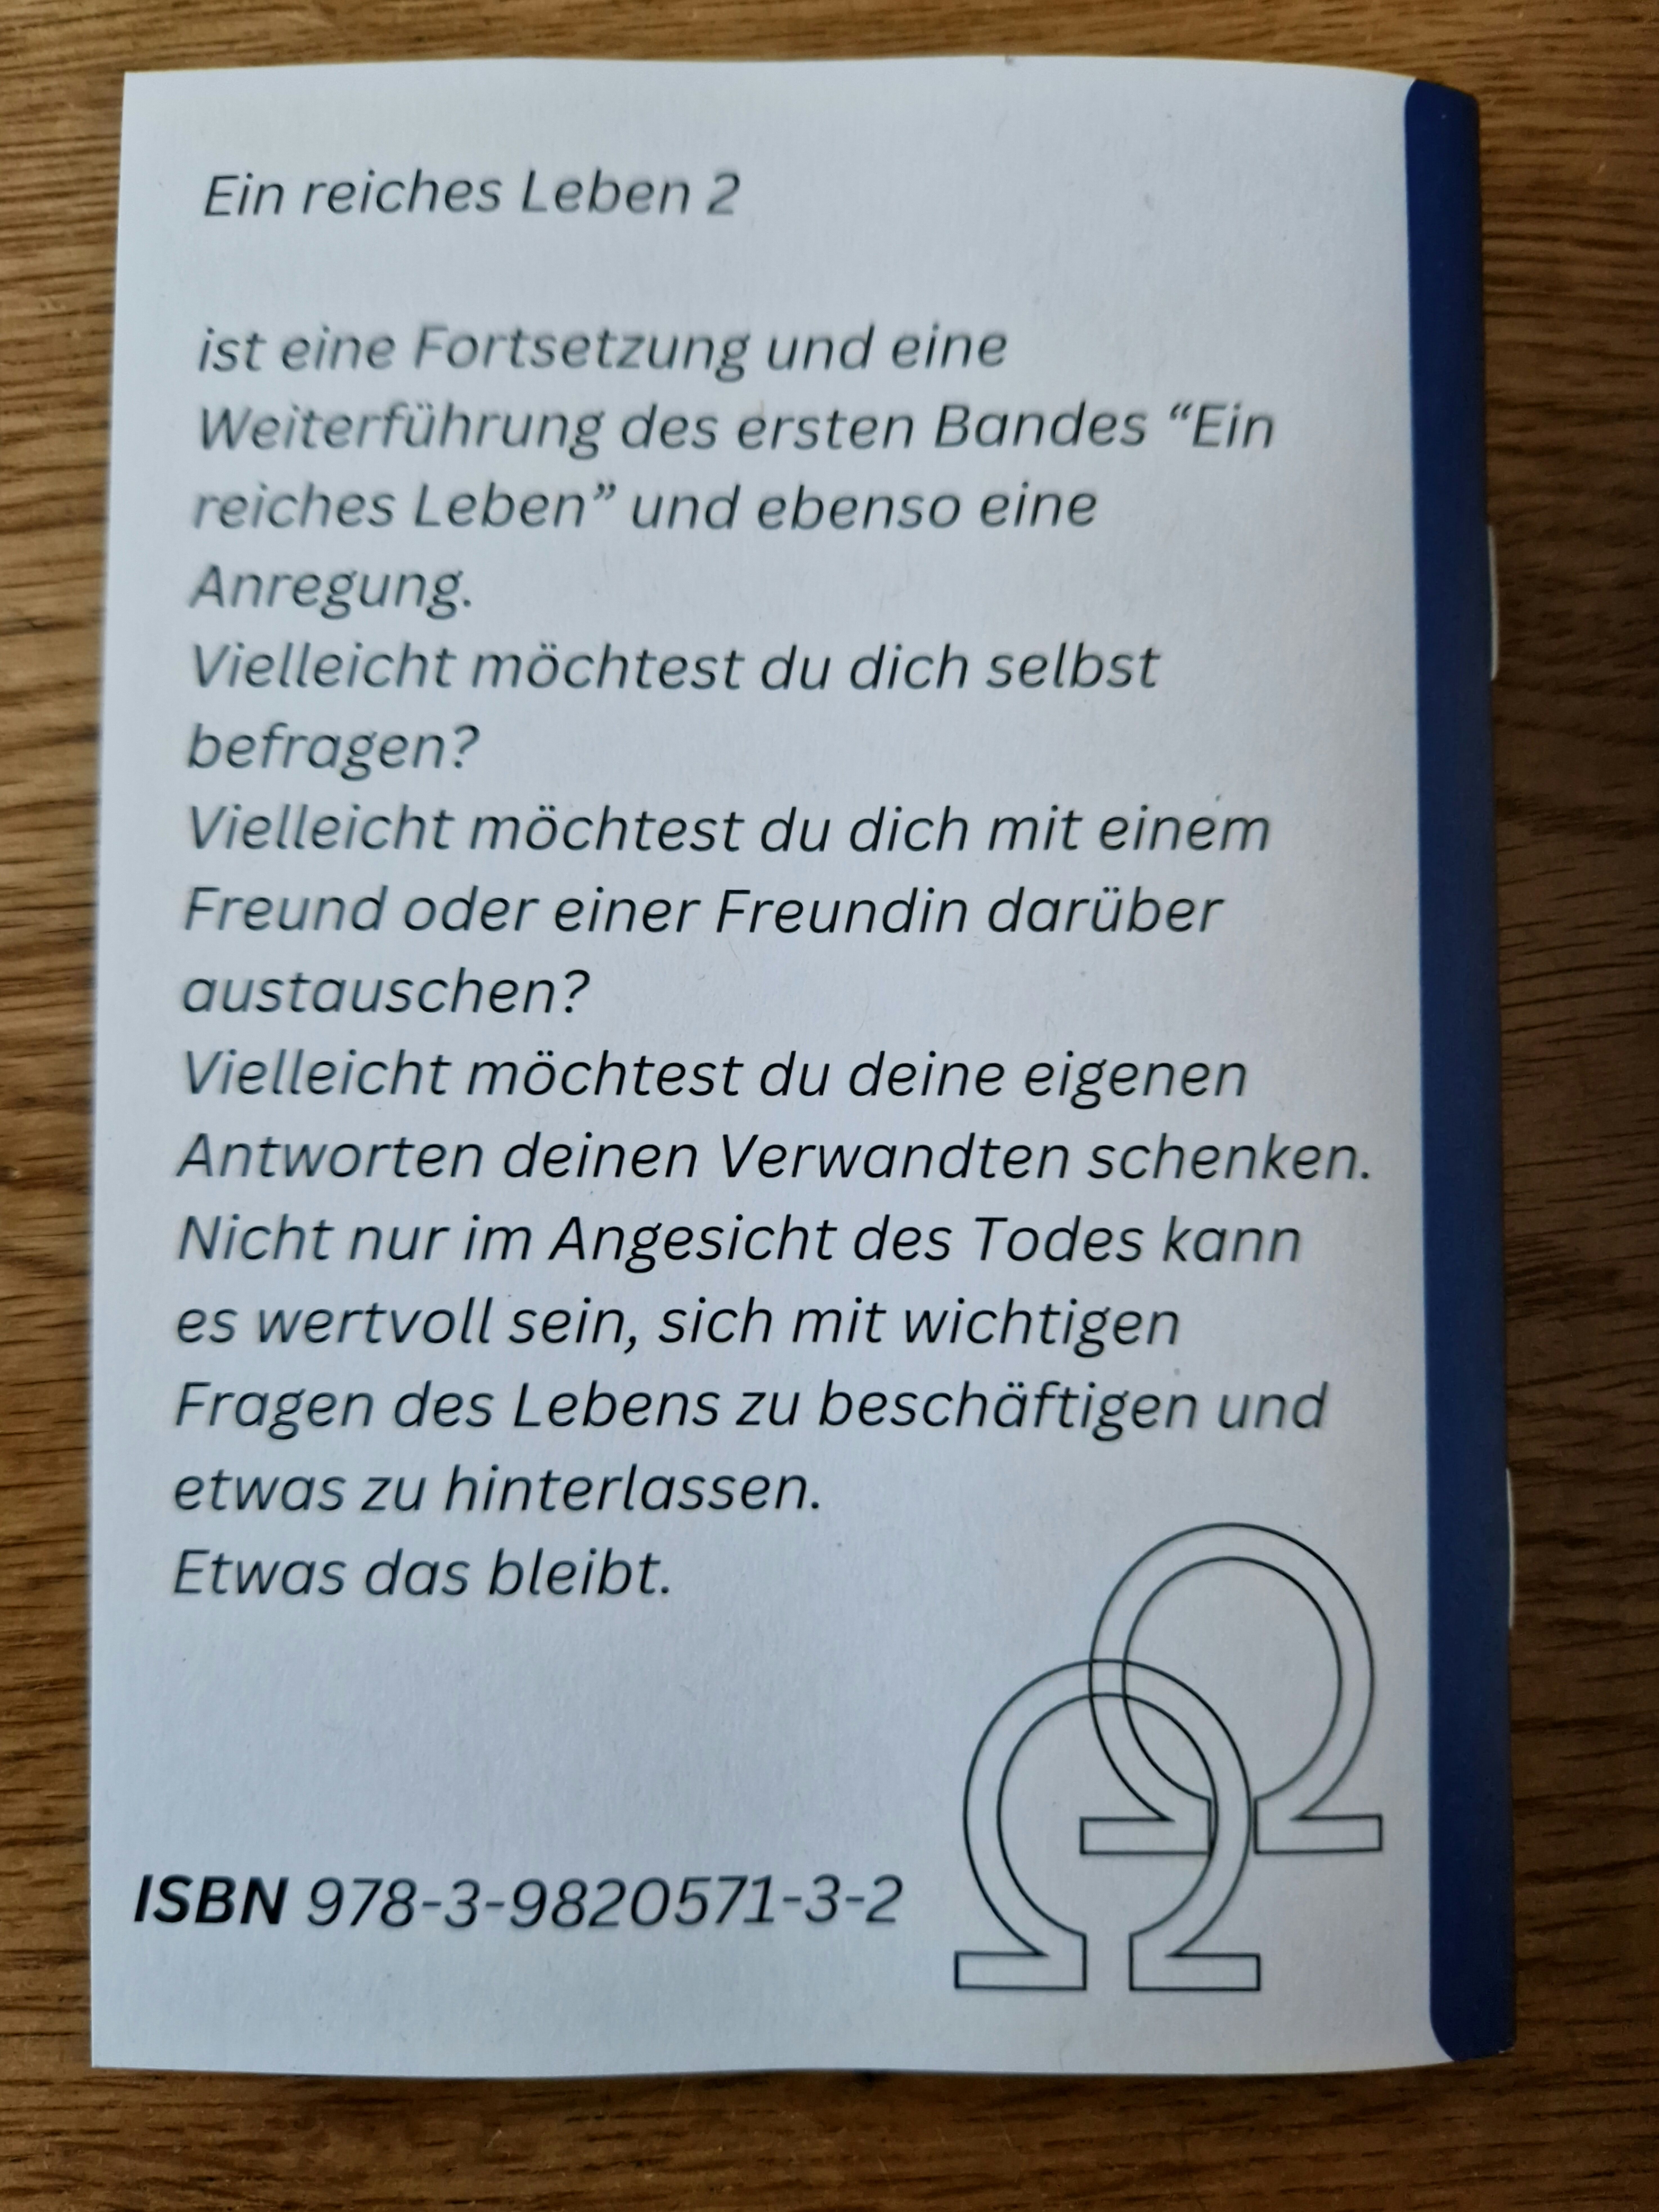 Ein reiches Leben 2
ist eine Fortsetzung und eine
Weiterführung des ersten Bandes “Ein
reiches Leben” und ebenso eine
Anregung.
Vielleicht möchtest du dich selbst
befragen?
Vielleicht möchtest du dich mit einem
Freund oder einer Freundin darüber
austauschen?
Vielleicht möchtest du deine eigenen
Antworten deinen Verwandten schenken.
Nicht nur im Angesicht des Todes kann
es wertvoll sein, sich mit wichtigen
Fragen des Lebens zu beschäftigen und
etwas zu hinterlassen.
Etwas das bleibt.
ISBN 978-3-9820571-3-2